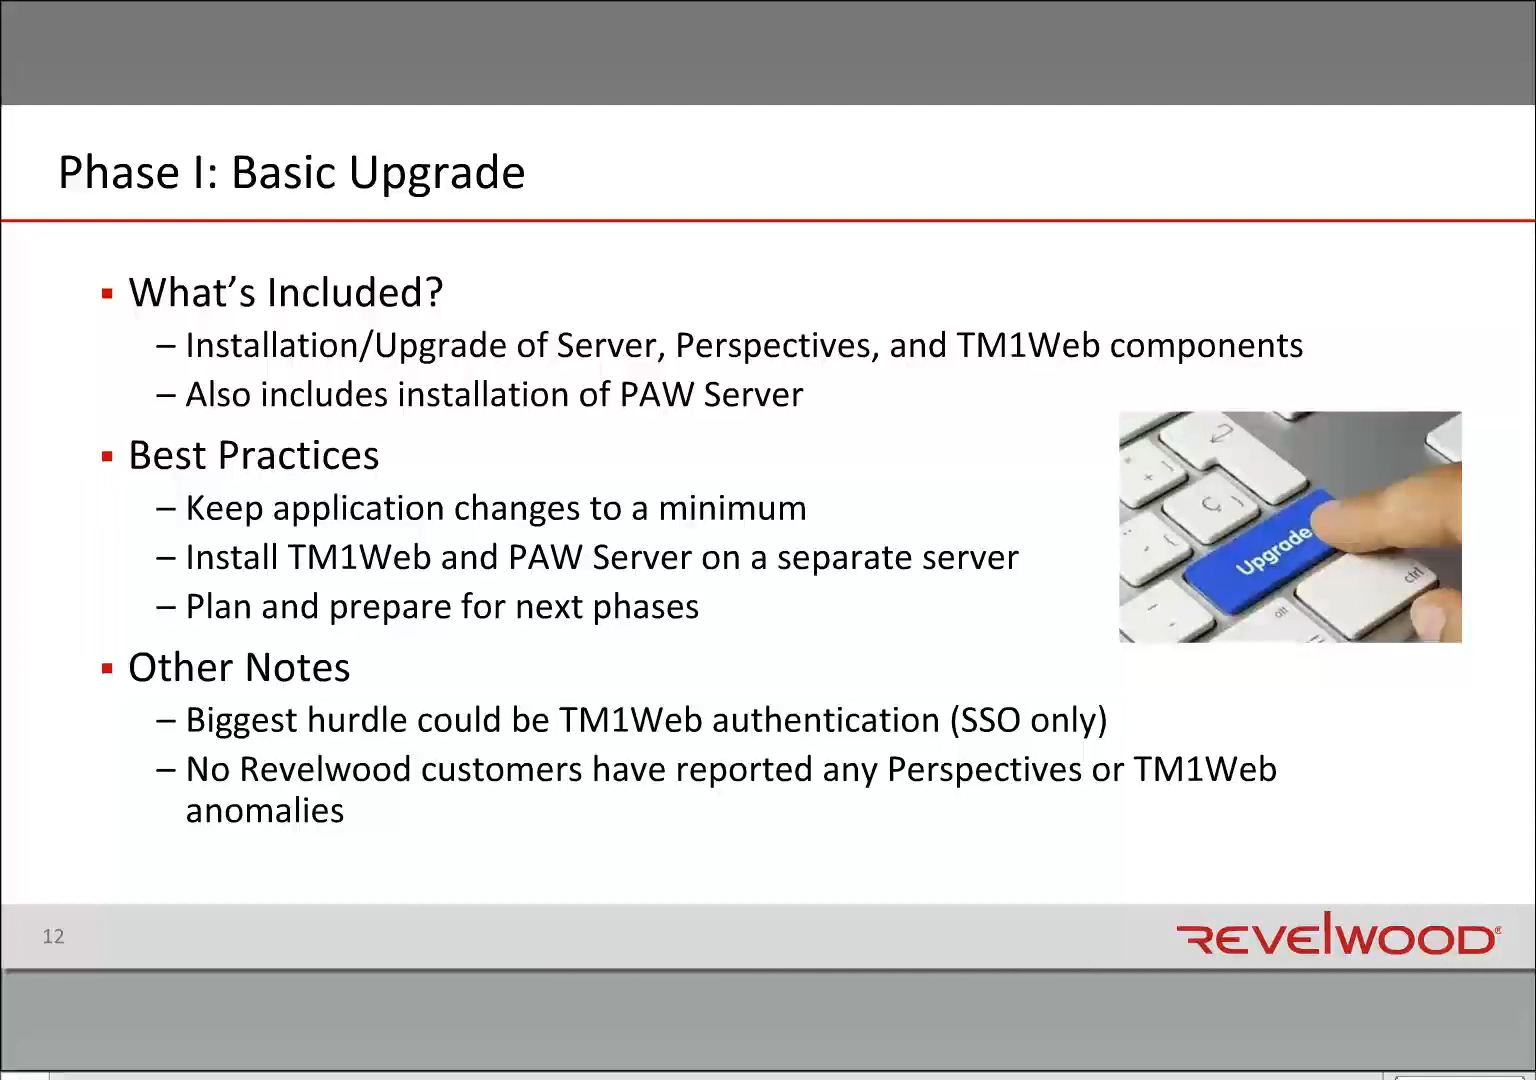 Phase I: Basic Upgrade
▪ What’s Included?
– Installation/Upgrade of Server, Perspectives, and TM1Web components
– Also includes installation of PAW Server
▪ Best Practices
– Keep application changes to a minimum
– Install TM1Web and PAW Server on a separate server
– Plan and prepare for next phases
Upgrade
ctrl
alt
▪ Other Notes
– Biggest hurdle could be TM1Web authentication (SSO only)
– No Revelwood customers have reported any Perspectives or TM1Web
anomalies
12
REVELWOOD®